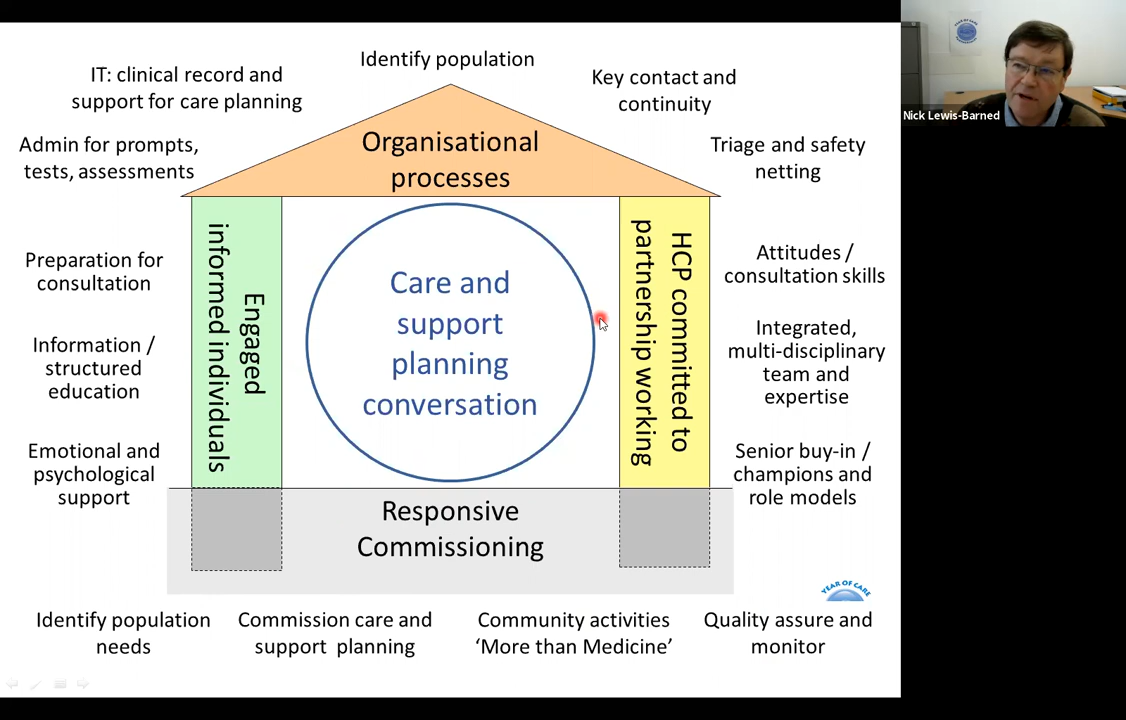 Identify population
IT: clinical record and
support for care planning
Key contact and
continuity
Admin for prompts,
tests, assessments
Organisational
processes
Triage and safety
netting
Preparation for
consultation
Information /
structured
education
Emotional and
psychological
support
Engaged
informed individuals
Care and
support
planning
conversation
HCP committed to
partnership working
Attitudes /
consultation skills
Integrated,
multi-disciplinary
team and
expertise
Senior buy-in /
champions and
role models
Responsive
Commissioning
YEAR OF CARE
Identify population
needs
Commission care and
support planning
Community activities
‘More than Medicine’
Quality assure and
monitor
YEAR OF CARE
Nick Lewis-Barned